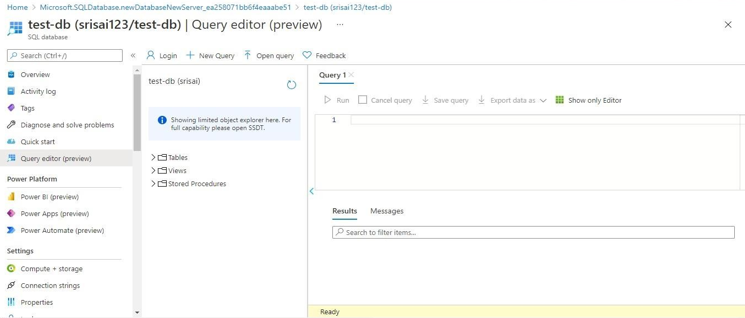 Home > Microsoft.SQLDatabase.newDatabaseNewServer_ea258071bb6f4eaaabe51 > test-db (srisai123/test-db)
test-db (srisai123/test-db) | Query editor (preview) ...
SQL database
Search (Ctrl+/)
«
Overview
Activity log
Tags
Diagnose and solve problems
Quick start
Query editor (preview)
Power Platform
Power BI (preview)
Power Apps (preview)
Power Automate (preview)
Settings
Compute + storage
Connection strings
Properties
Login
New Query
Open query
Feedback
test-db (srisai)
Showing limited object explorer here. For
full capability please open SSDT.
Tables
Views
Stored Procedures
Query 1
Run
Cancel query
Save query
Export data as
Show only Editor
1
Results
Messages
Search to filter items...
Ready